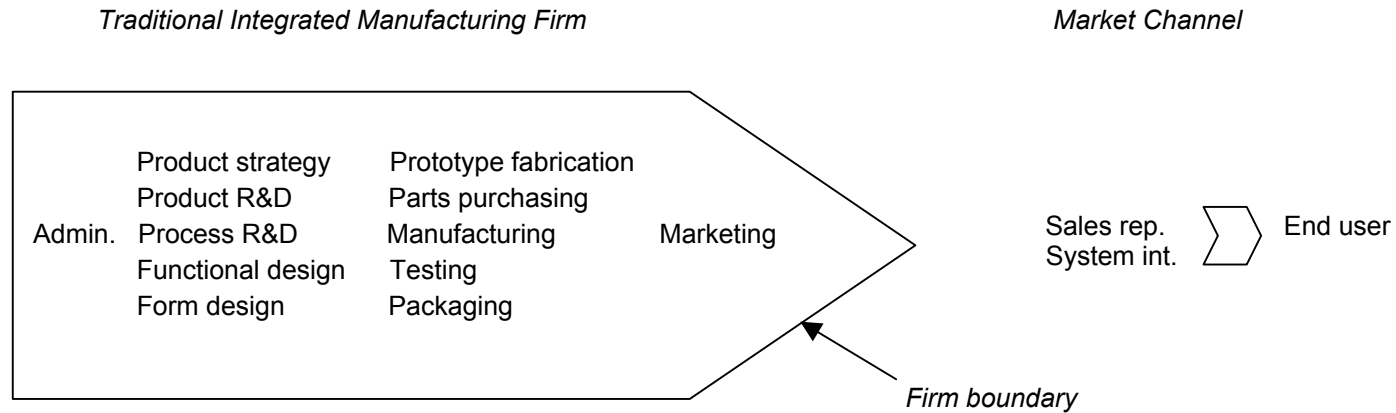 Traditional Integrated Manufacturing Firm
Market Channel
Product strategy
Product R&D
Admin. Process R&D
Functional design
Form design
Prototype fabrication
Parts purchasing
Manufacturing
Testing
Packaging
Marketing
Sales rep.
System int.
End user
Firm boundary